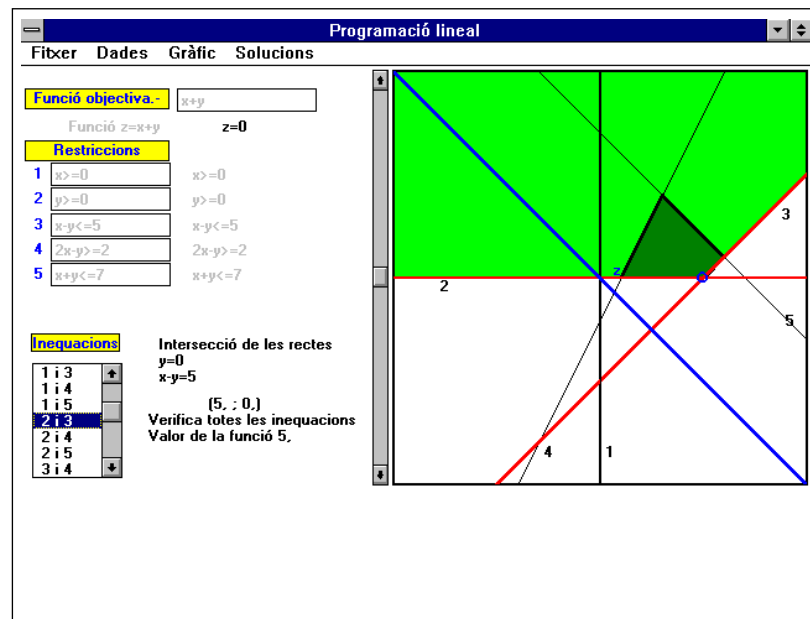 Programació lineal
Fitxer Dades Gràfic Solucions
Funció objectiva.- x+y
Funció z=x+y z=0
Restriccions
1 x>=0 x>=0
2 y>=0 y>=0
3 x-y<=5 x-y<=5
4 2x-y>=2 2x-y>=2
5 x+y<=7 x+y<=7
Inequacions
1 i 3
1 i 4
1 i 5
2 i 3
2 i 4
2 i 5
3 i 4
Intersecció de les rectes
y=0
x-y=5
(5, ; 0,)
Verifica totes les inequacions
Valor de la funció 5,
3
z
2
5
4
1